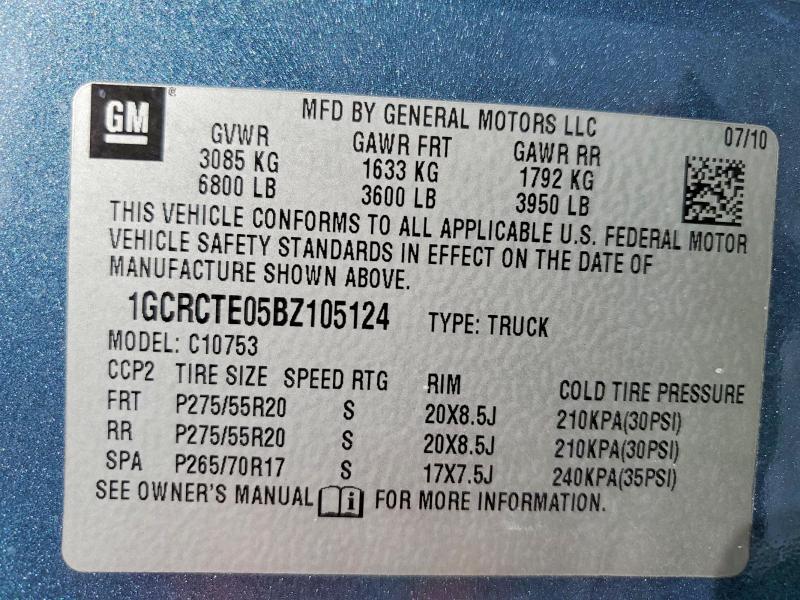 GM®
MFD BY GENERAL MOTORS LLC
07/10
GVWR GAWR FRT GAWR RR
3085 KG 1633 KG 1792 KG
6800 LB 3600 LB 3950 LB
THIS VEHICLE CONFORMS TO ALL APPLICABLE U.S. FEDERAL MOTOR
VEHICLE SAFETY STANDARDS IN EFFECT ON THE DATE OF
MANUFACTURE SHOWN ABOVE.
1GCRCTE05BZ105124 TYPE: TRUCK
MODEL: C10753
CCP2 TIRE SIZE SPEED RTG RIM COLD TIRE PRESSURE
FRT P275/55R20 S 20X8.5J 210KPA(30PSI)
RR P275/55R20 S 20X8.5J 210KPA(30PSI)
SPA P265/70R17 S 17X7.5J 240KPA(35PSI)
SEE OWNER'S MANUAL i FOR MORE INFORMATION.